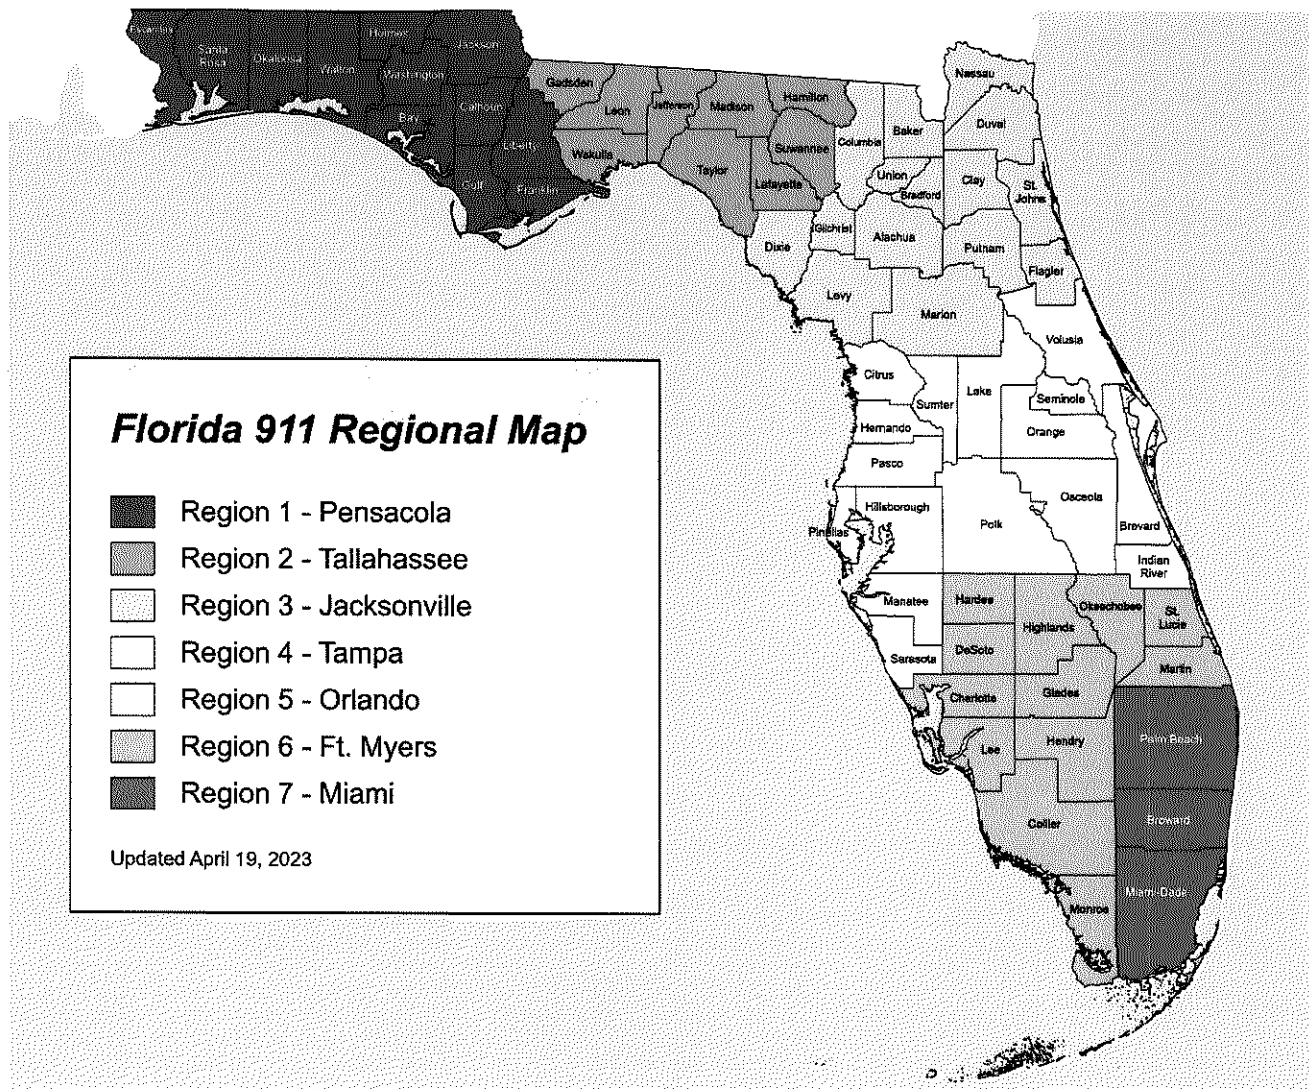 Escambia
Santa
Rosa
Okaloosa
Walton
Holmes
Jackson
Washington
Bay
Calhoun
Liberty
Gulf
Franklin
Gadsden
Leon
Jefferson
Madison
Hamilton
Wakulla
Taylor
Suwannee
Lafayette
Columbia
Baker
Nassau
Duval
Union
Bradford
Clay
St.
Johns
Dixie
Gilchrist
Alachua
Putnam
Flagler
Levy
Marion
Volusia
Citrus
Sumter
Lake
Seminole
Hernando
Orange
Pasco
Osceola
Hillsborough
Pinellas
Polk
Brevard
Indian
River
Manatee
Hardee
Highlands
Okeechobee
St.
Lucie
Sarasota
DeSoto
Martin
Charlotte
Glades
Lee
Hendry
Palm Beach
Collier
Broward
Monroe
Miami-Dade
Florida 911 Regional Map
Region 1 - Pensacola
Region 2 - Tallahassee
Region 3 - Jacksonville
Region 4 - Tampa
Region 5 - Orlando
Region 6 - Ft. Myers
Region 7 - Miami
Updated April 19, 2023